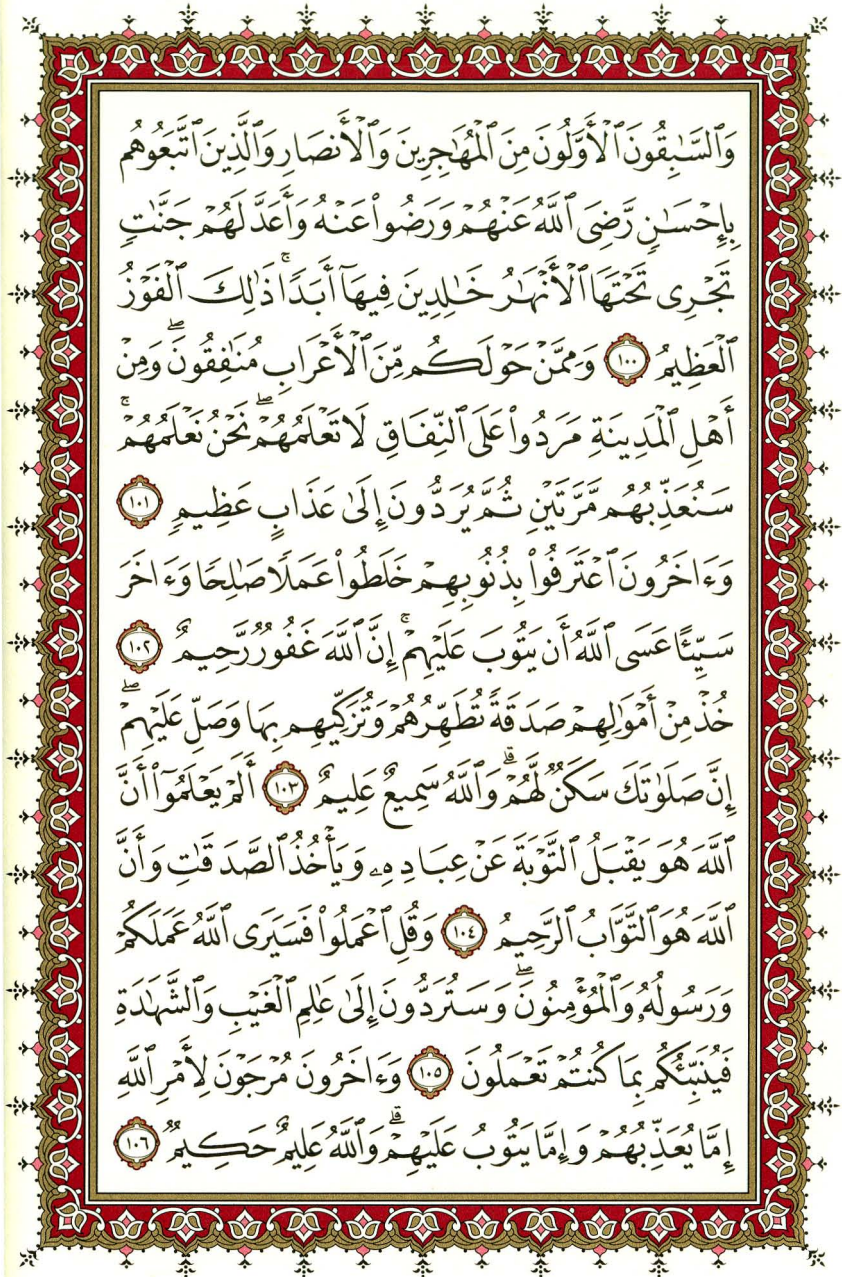 وَٱلسَّٰبِقُونَ ٱلْأَوَّلُونَ مِنَ ٱلْمُهَٰجِرِينَ وَٱلْأَنصَارِ وَٱلَّذِينَ ٱتَّبَعُوهُم
بِإِحْسَٰنٍ رَّضِىَ ٱللَّهُ عَنْهُمْ وَرَضُوا۟ عَنْهُ وَأَعَدَّ لَهُمْ جَنَّٰتٍ
تَجْرِى تَحْتَهَا ٱلْأَنْهَٰرُ خَٰلِدِينَ فِيهَآ أَبَدًا ۚ ذَٰلِكَ ٱلْفَوْزُ
ٱلْعَظِيمُ ١٠٠ وَمِمَّنْ حَوْلَكُم مِّنَ ٱلْأَعْرَابِ مُنَٰفِقُونَ ۖ وَمِنْ
أَهْلِ ٱلْمَدِينَةِ مَرَدُوا۟ عَلَى ٱلنِّفَاقِ لَا تَعْلَمُهُمْ ۖ نَحْنُ نَعْلَمُهُمْ ۚ
سَنُعَذِّبُهُم مَّرَّتَيْنِ ثُمَّ يُرَدُّونَ إِلَىٰ عَذَابٍ عَظِيمٍ ١٠١
وَءَاخَرُونَ ٱعْتَرَفُوا۟ بِذُنُوبِهِمْ خَلَطُوا۟ عَمَلًا صَٰلِحًا وَءَاخَرَ
سَيِّئًا عَسَى ٱللَّهُ أَن يَتُوبَ عَلَيْهِمْ ۚ إِنَّ ٱللَّهَ غَفُورٌ رَّحِيمٌ ١٠٢
خُذْ مِنْ أَمْوَٰلِهِمْ صَدَقَةً تُطَهِّرُهُمْ وَتُزَكِّيهِم بِهَا وَصَلِّ عَلَيْهِمْ ۖ
إِنَّ صَلَوٰتَكَ سَكَنٌ لَّهُمْ ۗ وَٱللَّهُ سَمِيعٌ عَلِيمٌ ١٠٣ أَلَمْ يَعْلَمُوٓا۟ أَنَّ
ٱللَّهَ هُوَ يَقْبَلُ ٱلتَّوْبَةَ عَنْ عِبَادِهِۦ وَيَأْخُذُ ٱلصَّدَقَٰتِ وَأَنَّ
ٱللَّهَ هُوَ ٱلتَّوَّابُ ٱلرَّحِيمُ ١٠٤ وَقُلِ ٱعْمَلُوا۟ فَسَيَرَى ٱللَّهُ عَمَلَكُمْ
وَرَسُولُهُۥ وَٱلْمُؤْمِنُونَ ۖ وَسَتُرَدُّونَ إِلَىٰ عَٰلِمِ ٱلْغَيْبِ وَٱلشَّهَٰدَةِ
فَيُنَبِّئُكُم بِمَا كُنتُمْ تَعْمَلُونَ ١٠٥ وَءَاخَرُونَ مُرْجَوْنَ لِأَمْرِ ٱللَّهِ
إِمَّا يُعَذِّبُهُمْ وَإِمَّا يَتُوبُ عَلَيْهِمْ ۗ وَٱللَّهُ عَلِيمٌ حَكِيمٌ ١٠٦